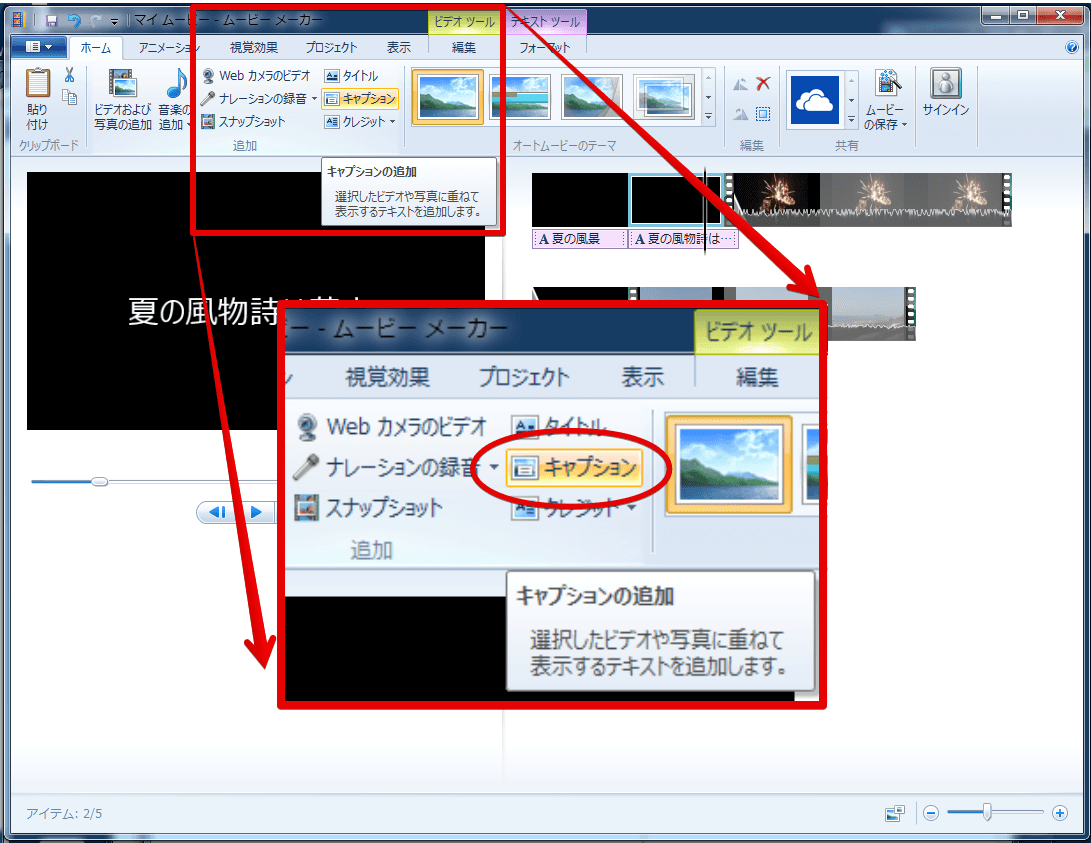 マイ ムービー - ムービー メーカー
ビデオ ツール
テキスト ツール
ホーム
アニメーション
視覚効果
プロジェクト
表示
編集
フォーマット
貼り
付け
クリップボード
ビデオおよび
写真の追加
音楽の
追加
Web カメラのビデオ
ナレーションの録音
スナップショット
タイトル
キャプション
クレジット
追加
オートムービーのテーマ
編集
共有
ムービー
の保存
サインイン
キャプションの追加
選択したビデオや写真に重ねて
表示するテキストを追加します。
A 夏の風景
A 夏の風物詩は…
夏の風物詩
ビー - ムービー メーカー
ビデオ ツール
視覚効果
プロジェクト
表示
編集
Web カメラのビデオ
タイトル
ナレーションの録音
キャプション
スナップショット
クレジット
追加
キャプションの追加
選択したビデオや写真に重ねて
表示するテキストを追加します。
アイテム: 2/5